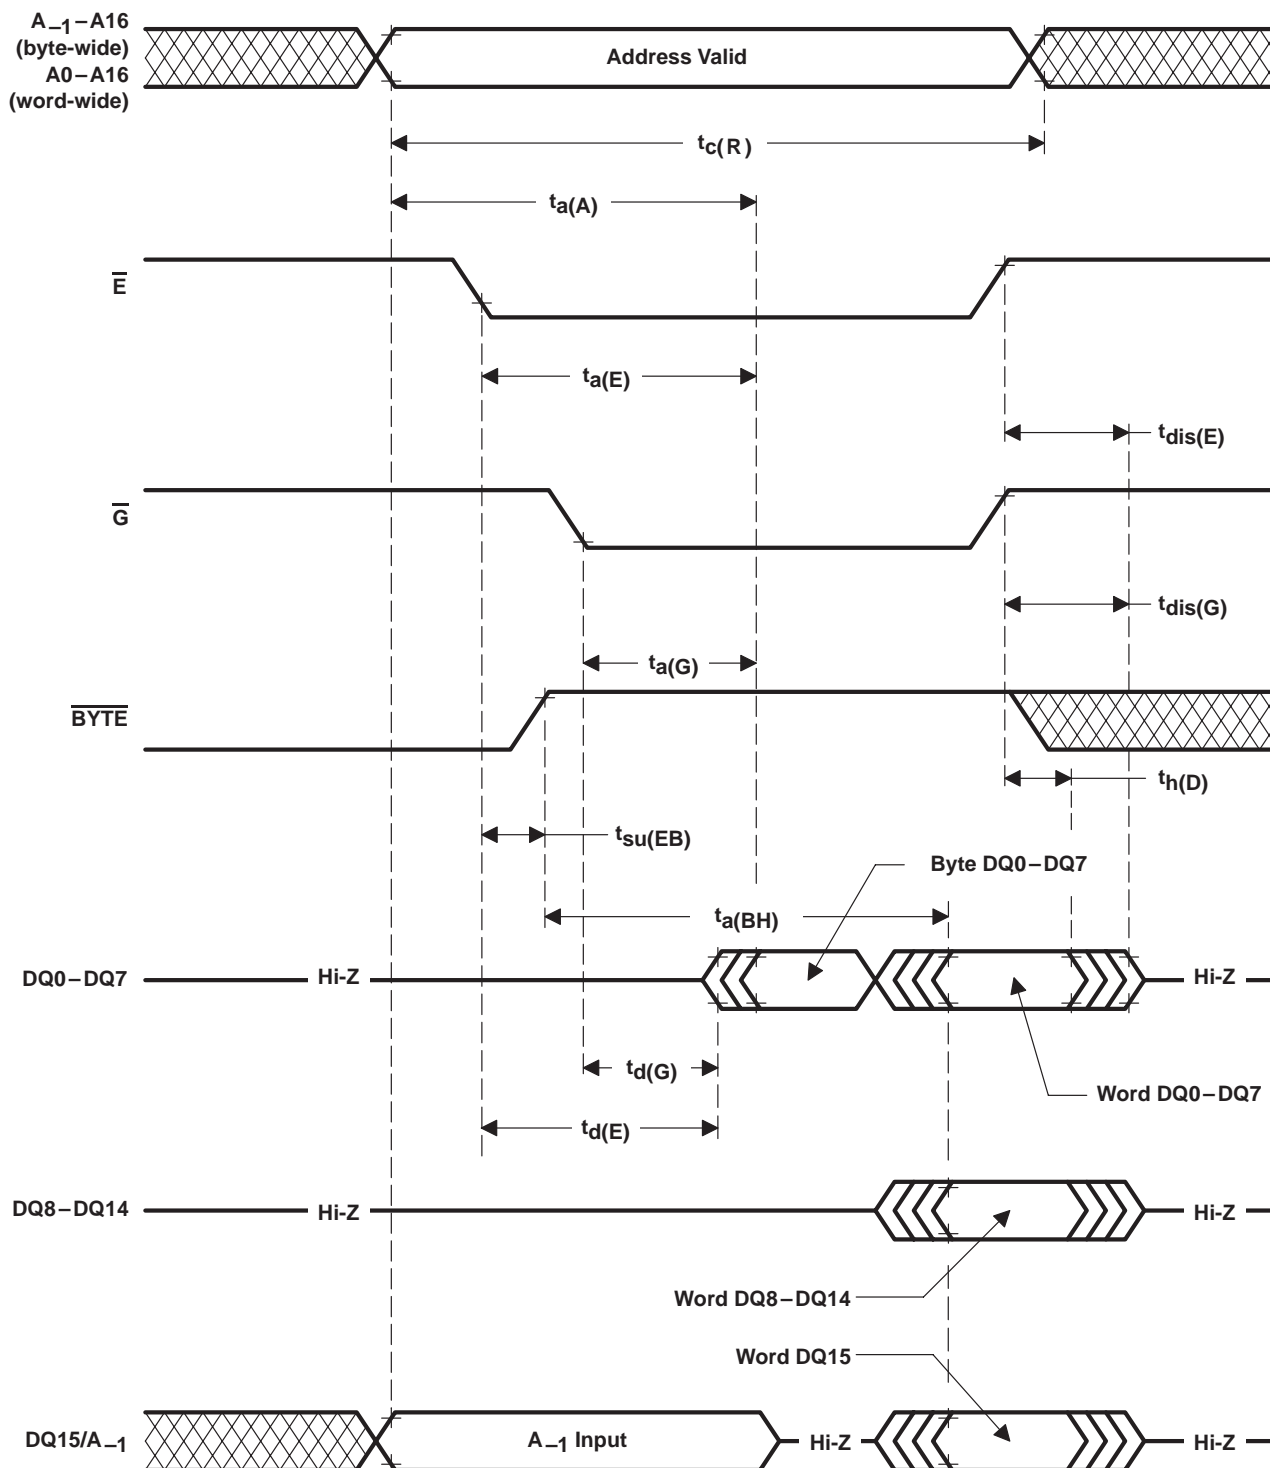 A–1–A16
(byte-wide)
A0–A16
(word-wide)
Address Valid
tc(R)
ta(A)
E
ta(E)
tdis(E)
G
tdis(G)
ta(G)
BYTE
th(D)
tsu(EB)
Byte DQ0–DQ7
ta(BH)
DQ0–DQ7
Hi-Z
Hi-Z
td(G)
Word DQ0–DQ7
td(E)
DQ8–DQ14
Hi-Z
Hi-Z
Word DQ8–DQ14
Word DQ15
DQ15/A–1
A–1 Input
Hi-Z
Hi-Z